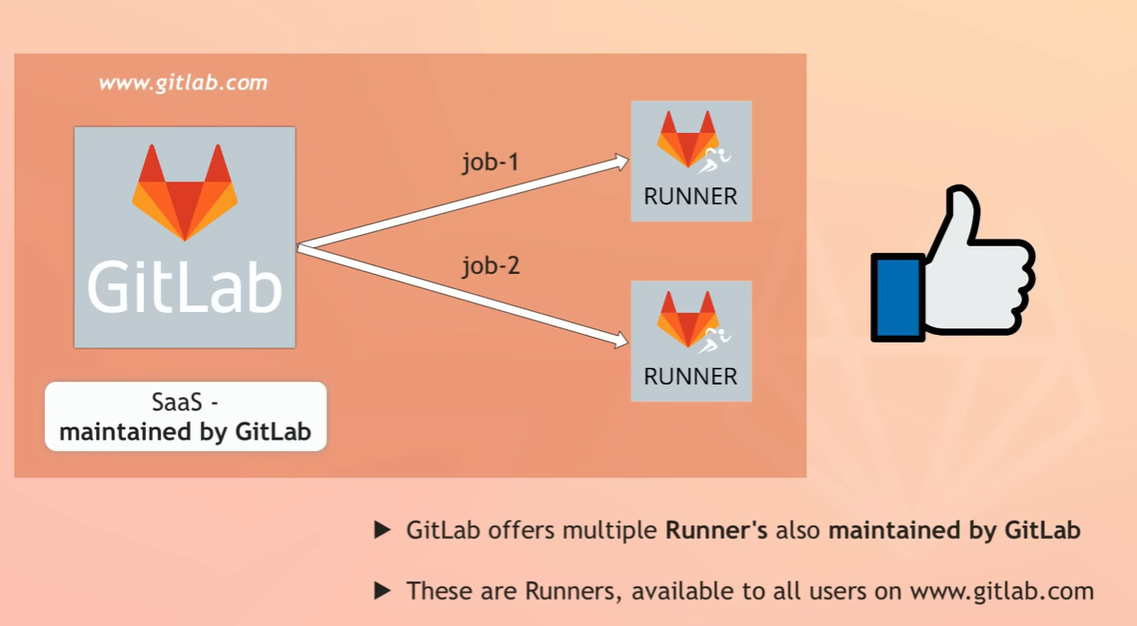 www.gitlab.com
GitLab
job-1
job-2
RUNNER
RUNNER
SaaS -
maintained by GitLab
GitLab offers multiple Runner's also maintained by GitLab
These are Runners, available to all users on www.gitlab.com